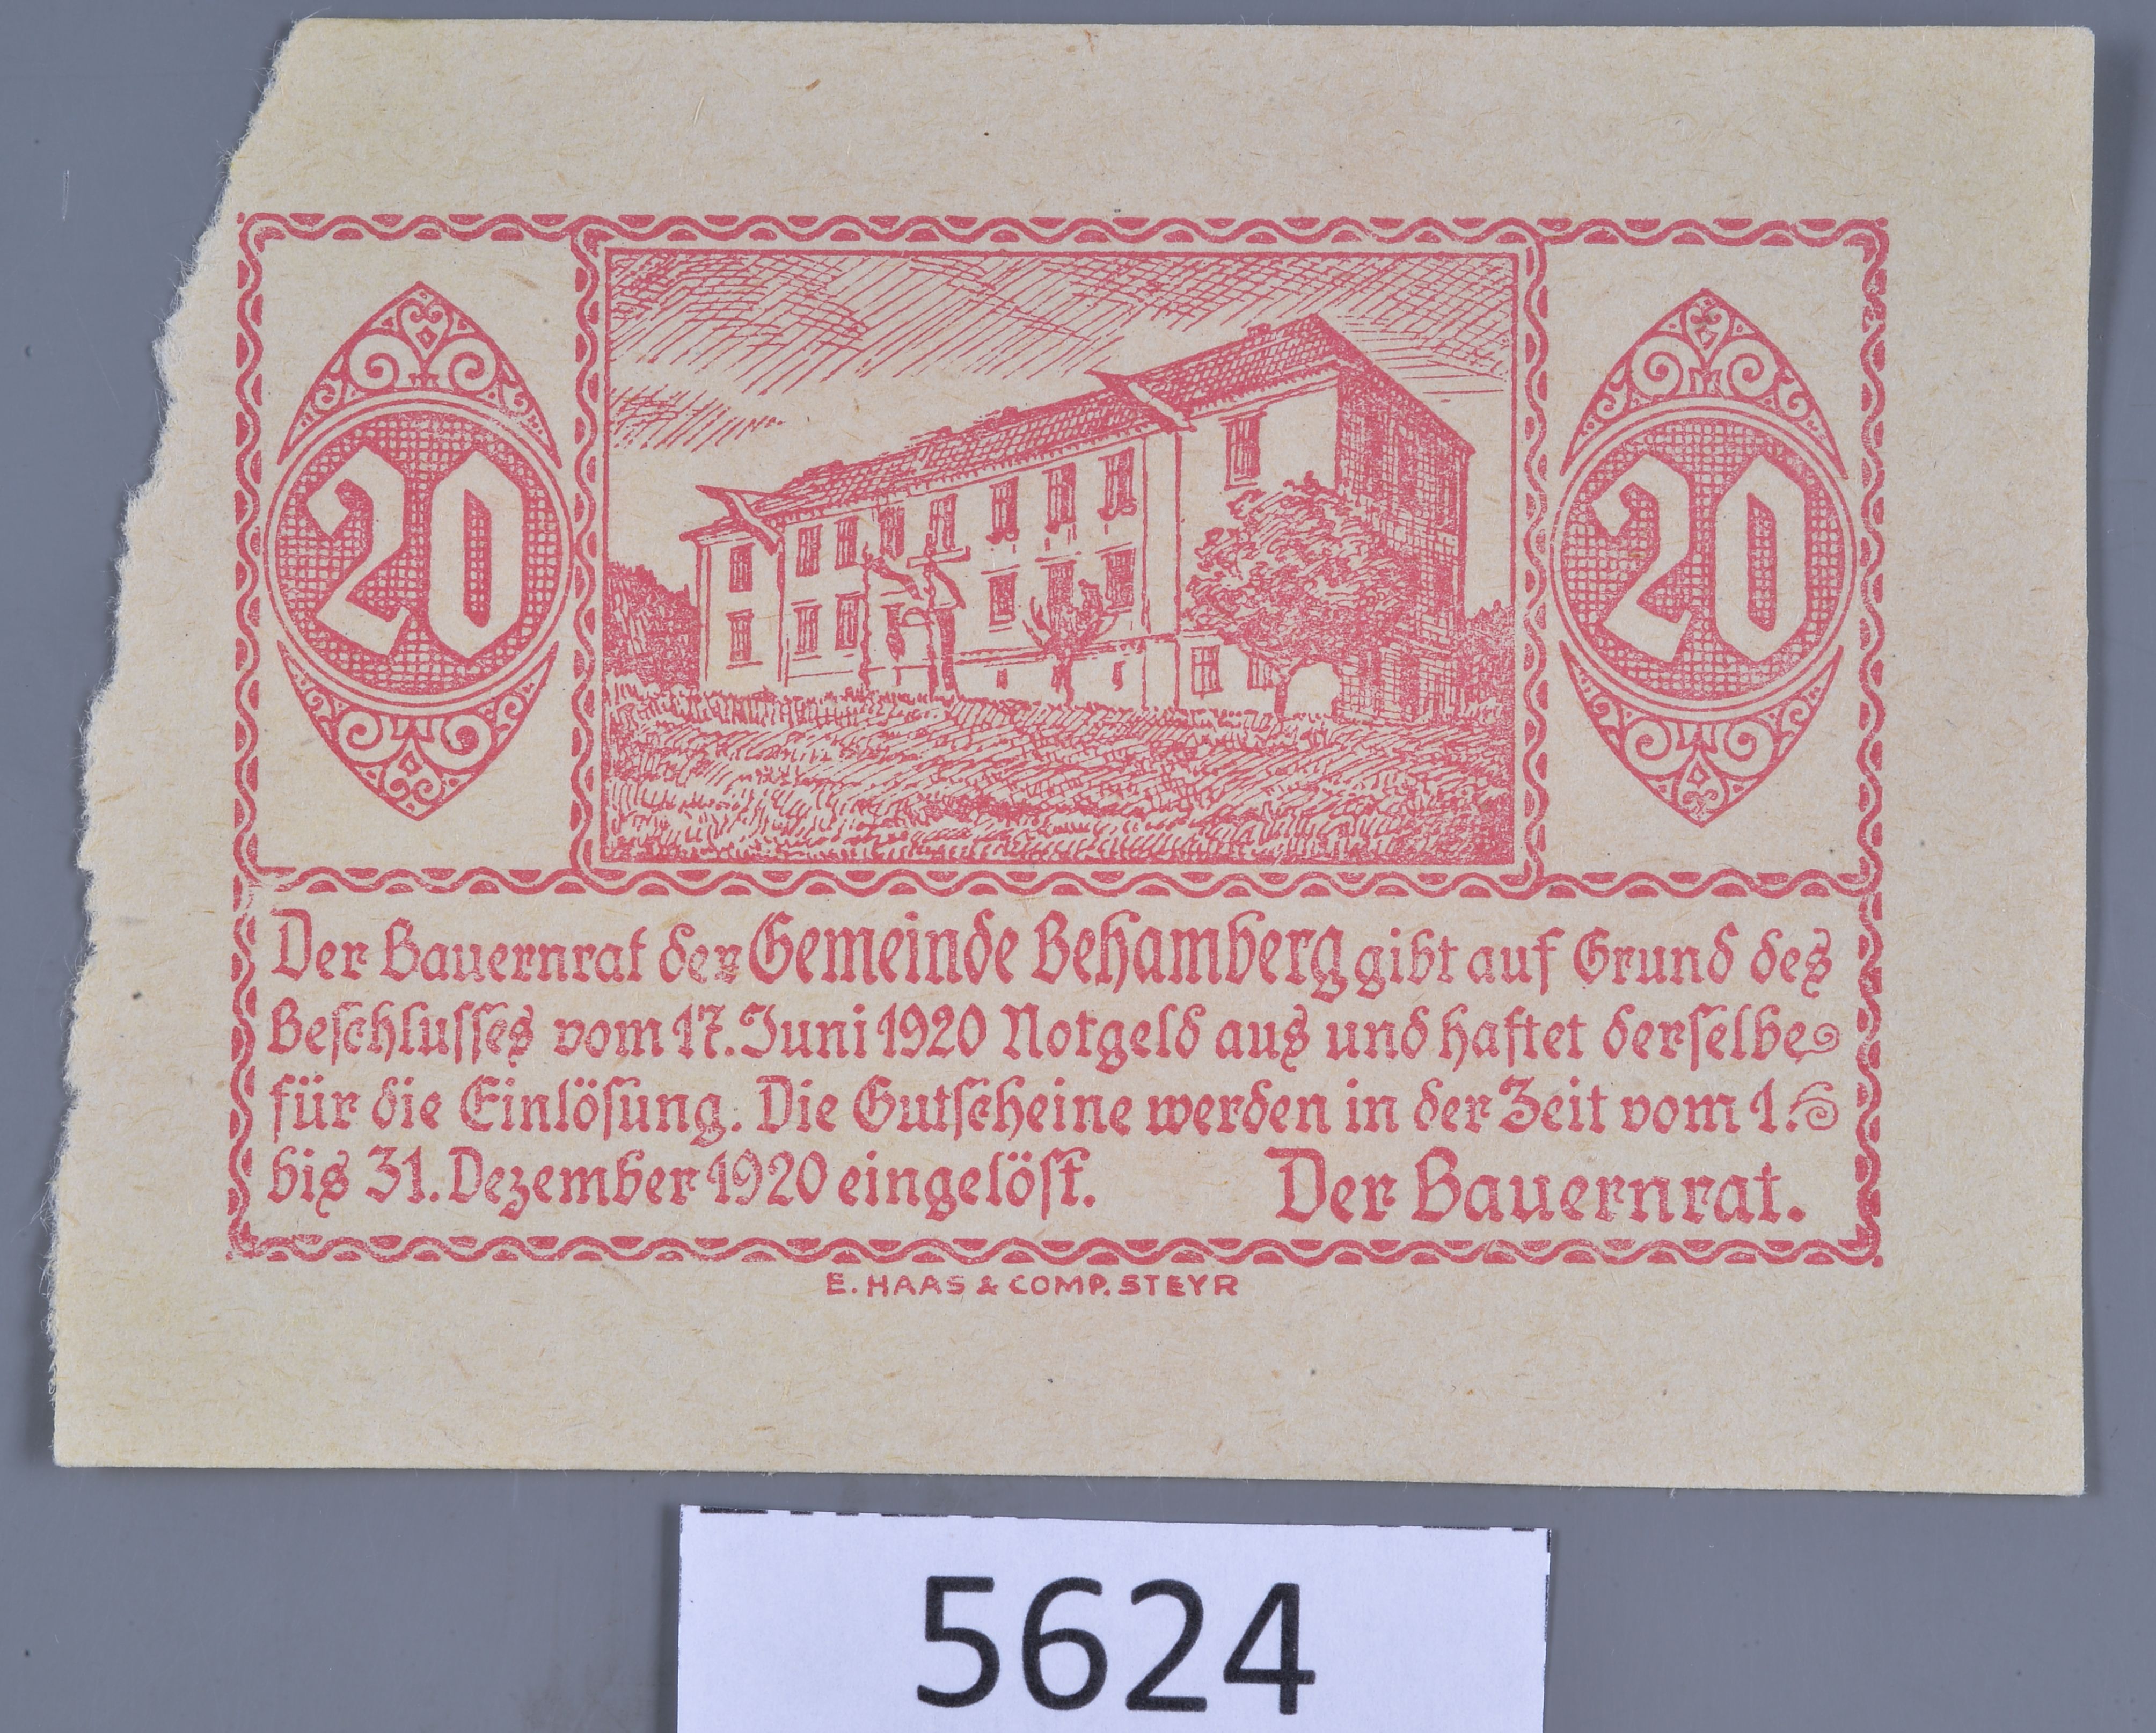 20
20
Der Bauernrat der Gemeinde Behamberg gibt auf Grund des
Beschlusses vom 17. Juni 1920 Notgeld aus und haftet derselbe
für die Einlösung. Die Gutscheine werden in der Zeit vom 1.
bis 31. Dezember 1920 eingelöst. Der Bauernrat.
E. HAAS & COMP. STEYR
5624